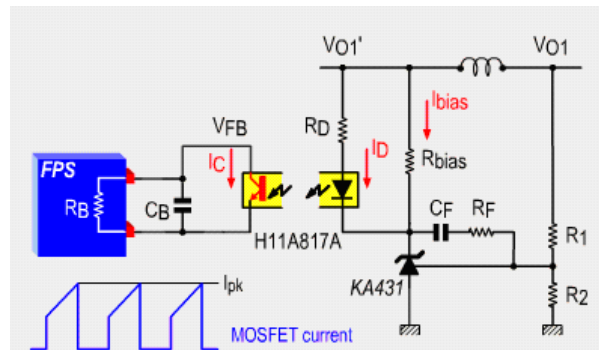 VO1' VO1
Ibias
RD ID
VFB Rbias
FPS IC
RB CB CF RF
H11A817A R1
KA431 R2
Ipk
MOSFET current